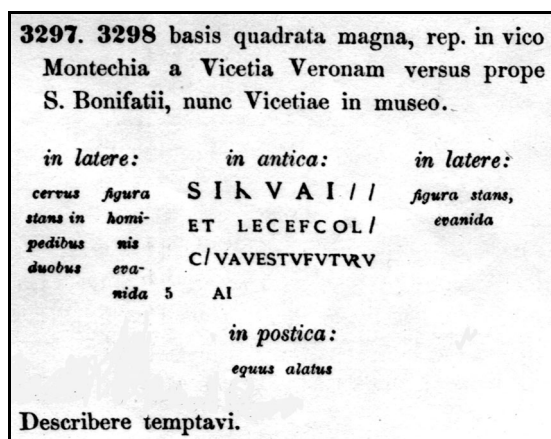 3297. 3298 basis quadrata magna, rep. in vico
Montechia a Vicetia Veronam versus prope
S. Bonifatii, nunc Vicetiae in museo.
in latere:
cervus figura
stans in homi-
pedibus nis
duobus eva-
nida
in antica:
S I V A I / /
ET LECEFCOL /
C/VAVESTVFVTVRV
5 AI
in latere:
figura stans,
evanida
in postica:
equus alatus
Describere temptavi.